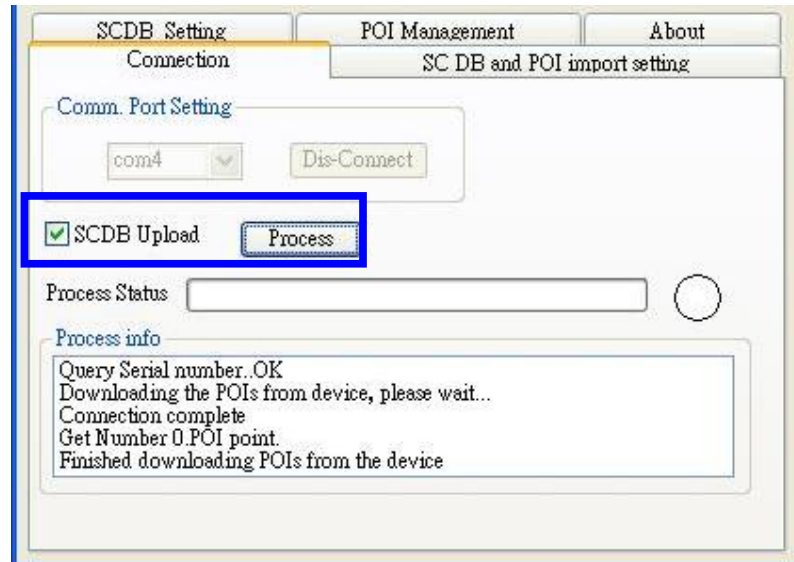 SCDB Setting POI Management About
Connection SC DB and POI import setting
Comm. Port Setting
com4 Dis-Connect
SCDB Upload Process
Process Status
Process info
Query Serial number..OK
Downloading the POIs from device, please wait...
Connection complete
Get Number 0.POI point.
Finished downloading POIs from the device